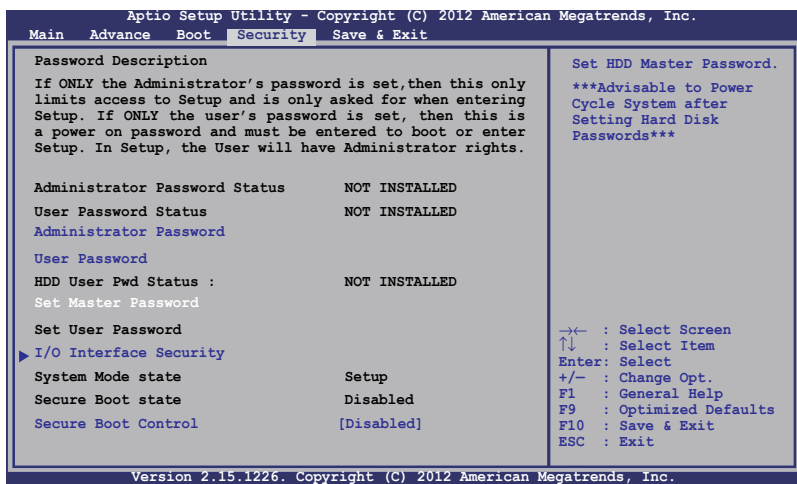 Aptio Setup Utility - Copyright (C) 2012 American Megatrends, Inc.
Main Advance Boot Security Save & Exit
Password Description
If ONLY the Administrator's password is set,then this only
limits access to Setup and is only asked for when entering
Setup. If ONLY the user's password is set, then this is
a power on password and must be entered to boot or enter
Setup. In Setup, the User will have Administrator rights.
Administrator Password Status NOT INSTALLED
User Password Status NOT INSTALLED
Administrator Password
User Password
HDD User Pwd Status : NOT INSTALLED
Set Master Password
Set User Password
I/O Interface Security
System Mode state Setup
Secure Boot state Disabled
Secure Boot Control [Disabled]
Set HDD Master Password.
***Advisable to Power
Cycle System after
Setting Hard Disk
Passwords***
→← : Select Screen
↑↓ : Select Item
Enter: Select
+/— : Change Opt.
F1 : General Help
F9 : Optimized Defaults
F10 : Save & Exit
ESC : Exit
Version 2.15.1226. Copyright (C) 2012 American Megatrends, Inc.